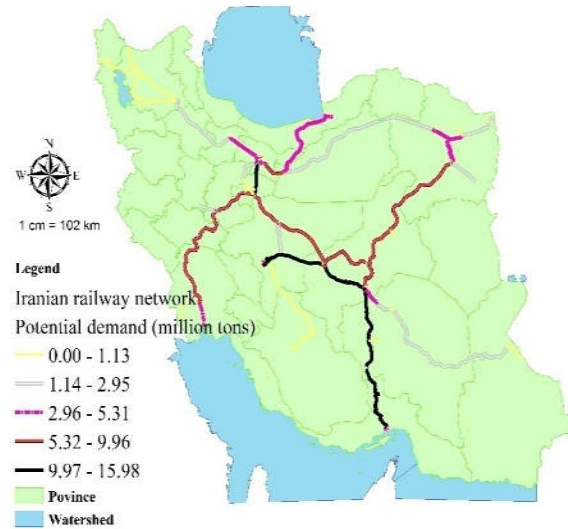 N
W E
S
1 cm = 102 km
Legend
Iranian railway network
Potential demand (million tons)
0.00 - 1.13
1.14 - 2.95
2.96 - 5.31
5.32 - 9.96
9.97 - 15.98
Povince
Watershed